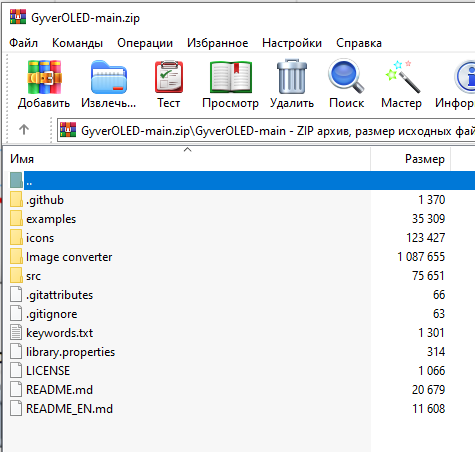 GyverOLED-main.zip
Файл Команды Операции Избранное Настройки Справка
Добавить Извлечь... Тест Просмотр Удалить Поиск Мастер Инфор
GyverOLED-main.zip\GyverOLED-main - ZIP архив, размер исходных фай
Имя Размер
..
.github 1 370
examples 35 309
icons 123 427
Image converter 1 087 655
src 75 651
.gitattributes 66
.gitignore 63
keywords.txt 1 301
library.properties 314
LICENSE 1 066
README.md 20 679
README_EN.md 11 608